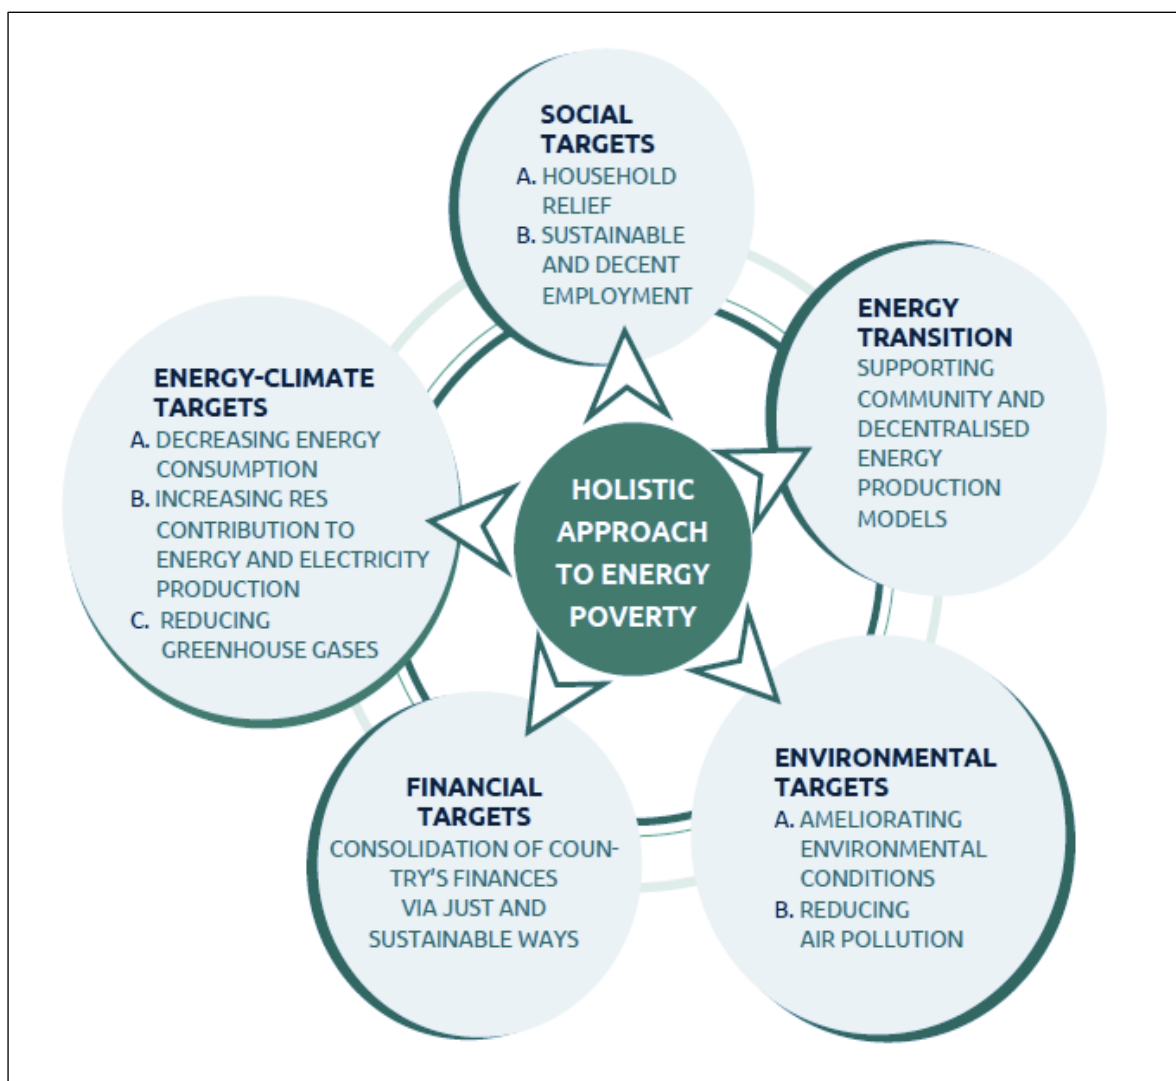 SOCIAL
TARGETS
A. HOUSEHOLD
RELIEF
B. SUSTAINABLE
AND DECENT
EMPLOYMENT
ENERGY
TRANSITION
SUPPORTING
COMMUNITY AND
DECENTRALISED
ENERGY
PRODUCTION
MODELS
ENERGY-CLIMATE
TARGETS
A. DECREASING ENERGY
CONSUMPTION
B. INCREASING RES
CONTRIBUTION TO
ENERGY AND ELECTRICITY
PRODUCTION
C. REDUCING
GREENHOUSE GASES
HOLISTIC
APPROACH
TO ENERGY
POVERTY
FINANCIAL
TARGETS
CONSOLIDATION OF COUN-
TRY'S FINANCES
VIA JUST AND
SUSTAINABLE WAYS
ENVIRONMENTAL
TARGETS
A. AMELIORATING
ENVIRONMENTAL
CONDITIONS
B. REDUCING
AIR POLLUTION